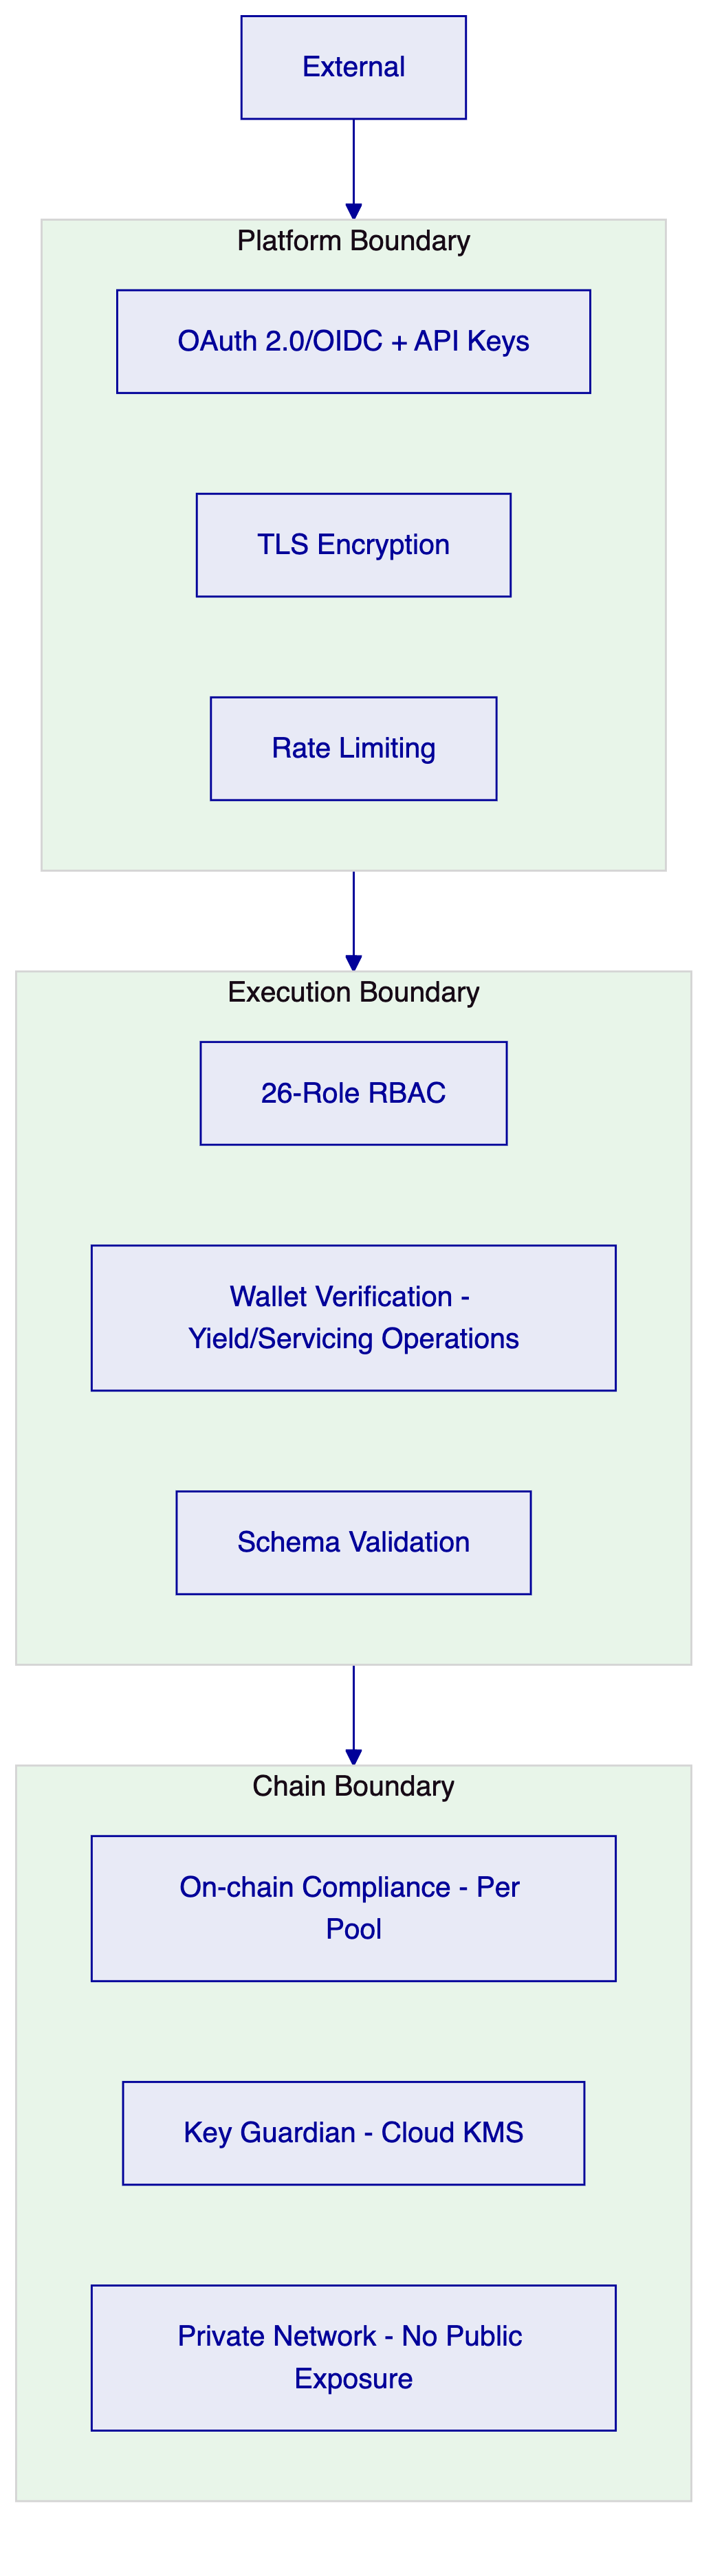 External
Platform Boundary
OAuth 2.0/OIDC + API Keys
TLS Encryption
Rate Limiting
Execution Boundary
26-Role RBAC
Wallet Verification -
Yield/Servicing Operations
Schema Validation
Chain Boundary
On-chain Compliance - Per
Pool
Key Guardian - Cloud KMS
Private Network - No Public
Exposure